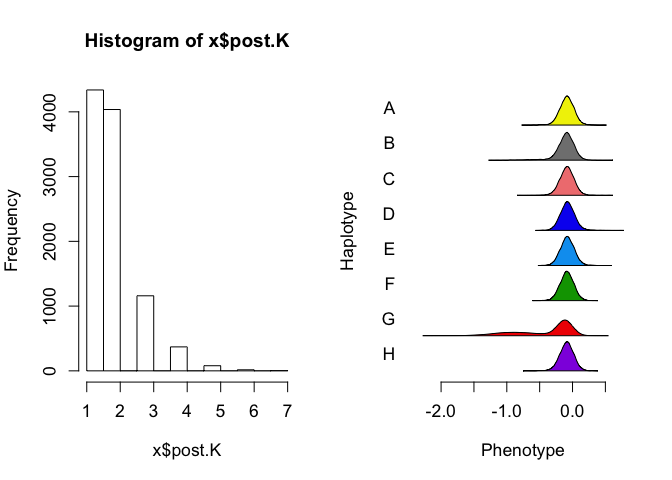 Histogram of x$post.K
Frequency
0
1000
2000
3000
4000
1 2 3 4 5 6 7
x$post.K
Haplotype
A
B
C
D
E
F
G
H
-2.0 -1.0 0.0
Phenotype